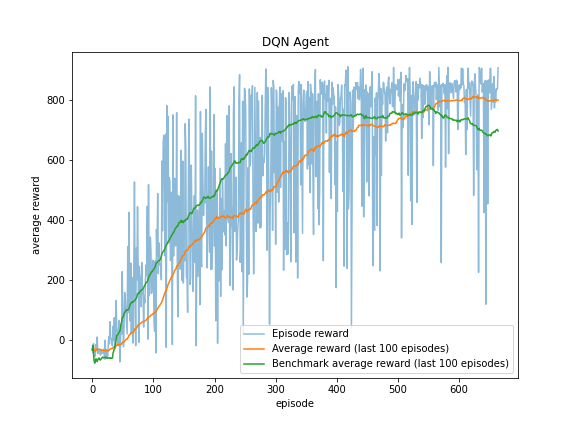 DQN Agent
average reward
800
600
400
200
0
0 100 200 300 400 500 600
episode
Episode reward
Average reward (last 100 episodes)
Benchmark average reward (last 100 episodes)